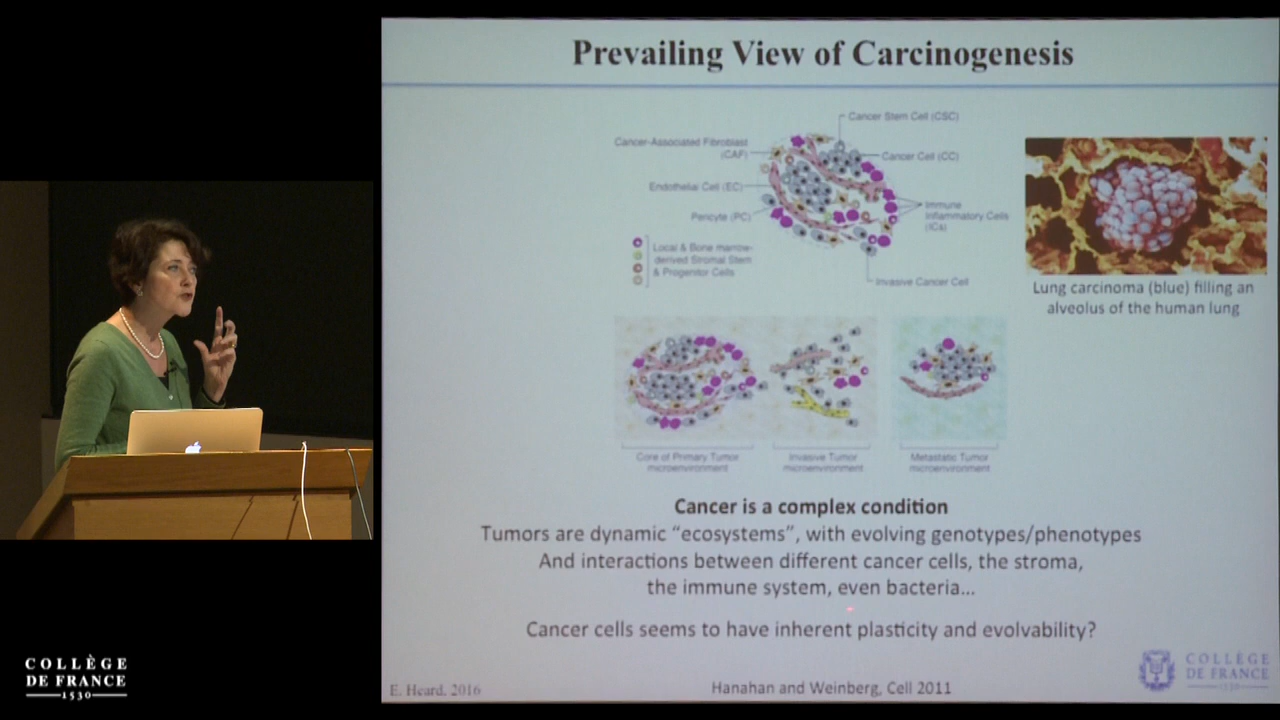 Prevailing View of Carcinogenesis
Cancer Stem Cell (CSC)
Cancer-Associated Fibroblast
(CAF)
Cancer Cell (CC)
Endothelial Cell (EC)
Pericyte (PC)
Immune
Inflammatory Cells
(ICs)
Local & Bone marrow-
derived Stromal Stem
& Progenitor Cells
Invasive Cancer Cell
Lung carcinoma (blue) filling an
alveolus of the human lung
Core of Primary Tumor
microenvironment
Invasive Tumor
microenvironment
Metastatic Tumor
microenvironment
Cancer is a complex condition
Tumors are dynamic “ecosystems”, with evolving genotypes/phenotypes
And interactions between different cancer cells, the stroma,
the immune system, even bacteria...
Cancer cells seems to have inherent plasticity and evolvability?
E. Heard, 2016
Hanahan and Weinberg, Cell 2011
COLLÈGE
DE FRANCE
1530
COLLÈGE
DE FRANCE
1530